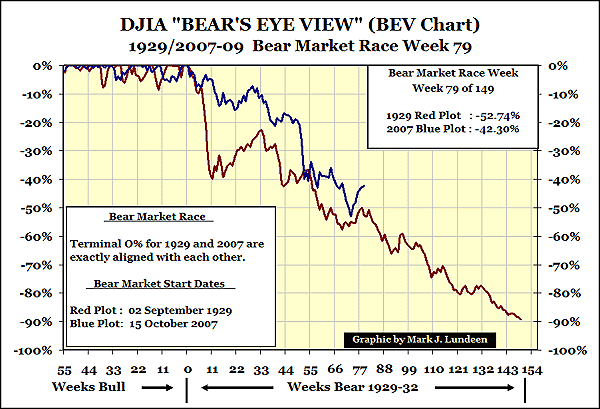 DJIA "BEAR'S EYE VIEW" (BEV Chart)
1929/2007-09 Bear Market Race Week 79
0%
-10%
-20%
-30%
-40%
-50%
-60%
-70%
-80%
-90%
-100%
0%
-10%
-20%
-30%
-40%
-50%
-60%
-70%
-80%
-90%
-100%
Bear Market Race Week
Week 79 of 149
1929 Red Plot : -52.74%
2007 Blue Plot : -42.30%
Bear Market Race
Terminal 0% for 1929 and 2007 are
exactly aligned with each other.
Bear Market Start Dates
Red Plot : 02 September 1929
Blue Plot: 15 October 2007
Graphic by Mark J. Lundeen
55 44 33 22 11 0 11 22 33 44 55 66 77 88 99 110 121 132 143 154
Weeks Bull Weeks Bear 1929-32